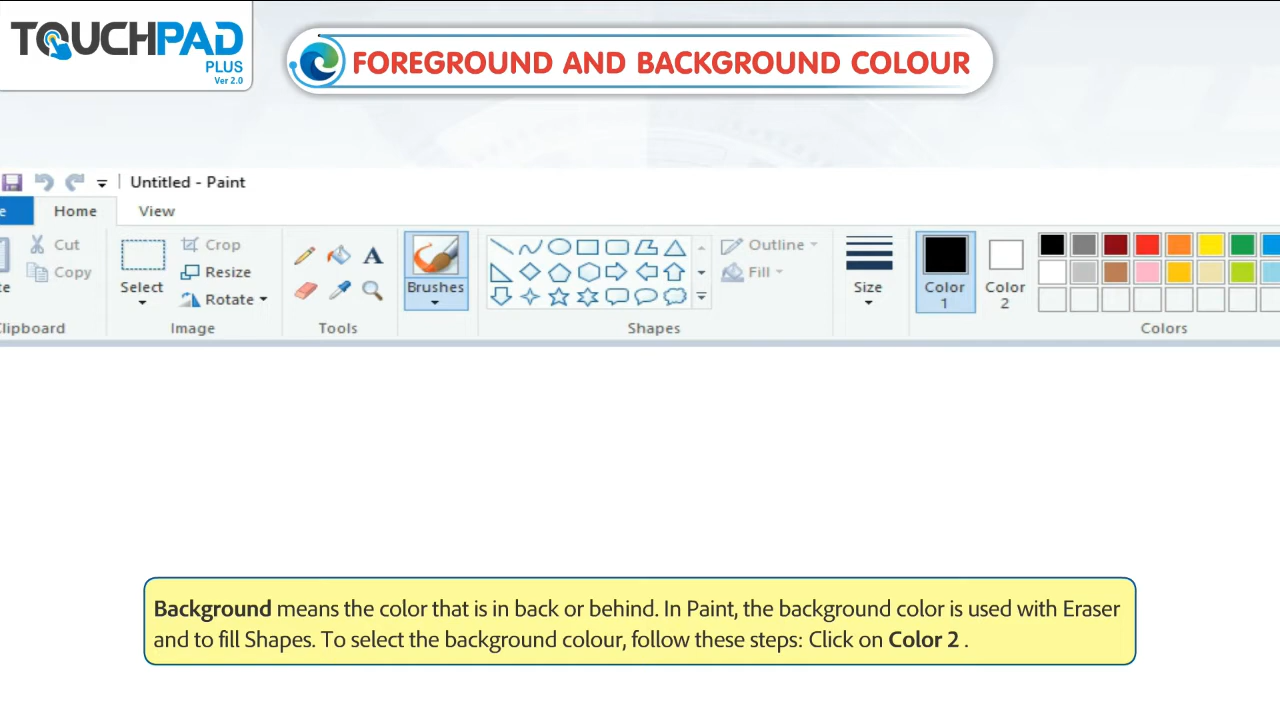 TOUCHPAD
PLUS
Ver 2.0
FOREGROUND AND BACKGROUND COLOUR
Untitled - Paint
e Home View
Cut
Copy
te
Clipboard
Select
Crop
Resize
Rotate
Image
A
Tools
Brushes
Outline
Fill
Shapes
Size
Color
1
Color
2
Colors
Background means the color that is in back or behind. In Paint, the background color is used with Eraser
and to fill Shapes. To select the background colour, follow these steps: Click on Color 2 .